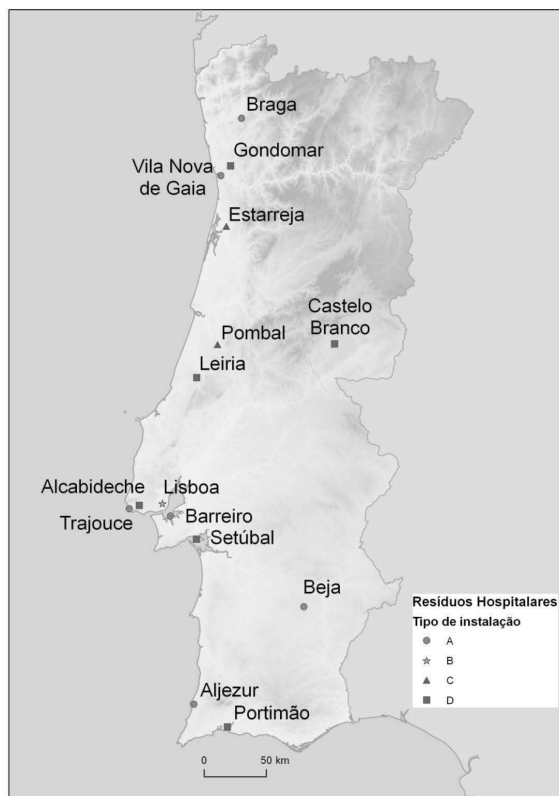 Braga
Gondomar
Vila Nova
de Gaia
Estarreja
Castelo
Branco
Pombal
Leiria
Alcabideche
Lisboa
Trajouce
Barreiro
Setúbal
Beja
Resíduos Hospitalares
Tipo de instalação
A
B
C
D
Aljezur
Portimão
0 50 km